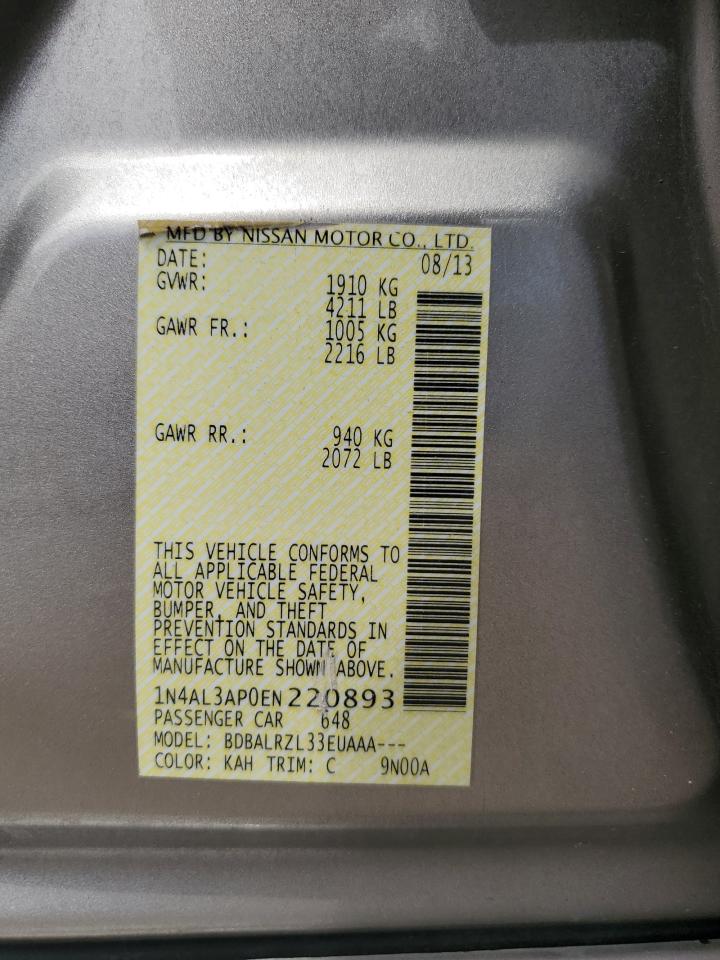 MFD BY NISSAN MOTOR CO., LTD.
DATE: 08/13
GVWR: 1910 KG
4211 LB
GAWR FR.: 1005 KG
2216 LB
GAWR RR.: 940 KG
2072 LB
THIS VEHICLE CONFORMS TO
ALL APPLICABLE FEDERAL
MOTOR VEHICLE SAFETY,
BUMPER, AND THEFT
PREVENTION STANDARDS IN
EFFECT ON THE DATE OF
MANUFACTURE SHOWN ABOVE.
1N4AL3AP0EN220893
PASSENGER CAR 648
MODEL: BDBALRZL33EUAAA---
COLOR: KAH TRIM: C 9N00A